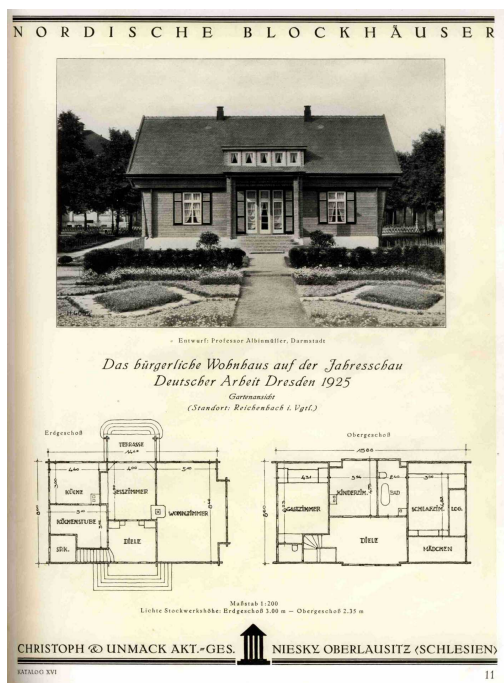 NORDISCHE BLOCKHÄUSER
Entwurf: Professor Albinmüller, Darmstadt
Das bürgerliche Wohnhaus auf der Jahresschau
Deutscher Arbeit Dresden 1925
Gartenansicht
(Standort: Reichenbach i. Vgtl.)
Erdgeschoß
TERRASSE
KÜCHE
ESSZIMMER
WOHNZIMMER
KÜCHENSTUBE
SPK.
DIELE
Obergeschoß
GASTZIMMER
KINDERZIM.
BAD
SCHLAFZIM.
DIELE
MÄDCHEN
Maßstab 1:200
Lichte Stockwerkshöhe: Erdgeschoß 3.00 m — Obergeschoß 2.35 m
CHRISTOPH & UNMACK AKT.=GES. NIESKY OBERLAUSITZ (SCHLESIEN)
KATALOG XVI
11